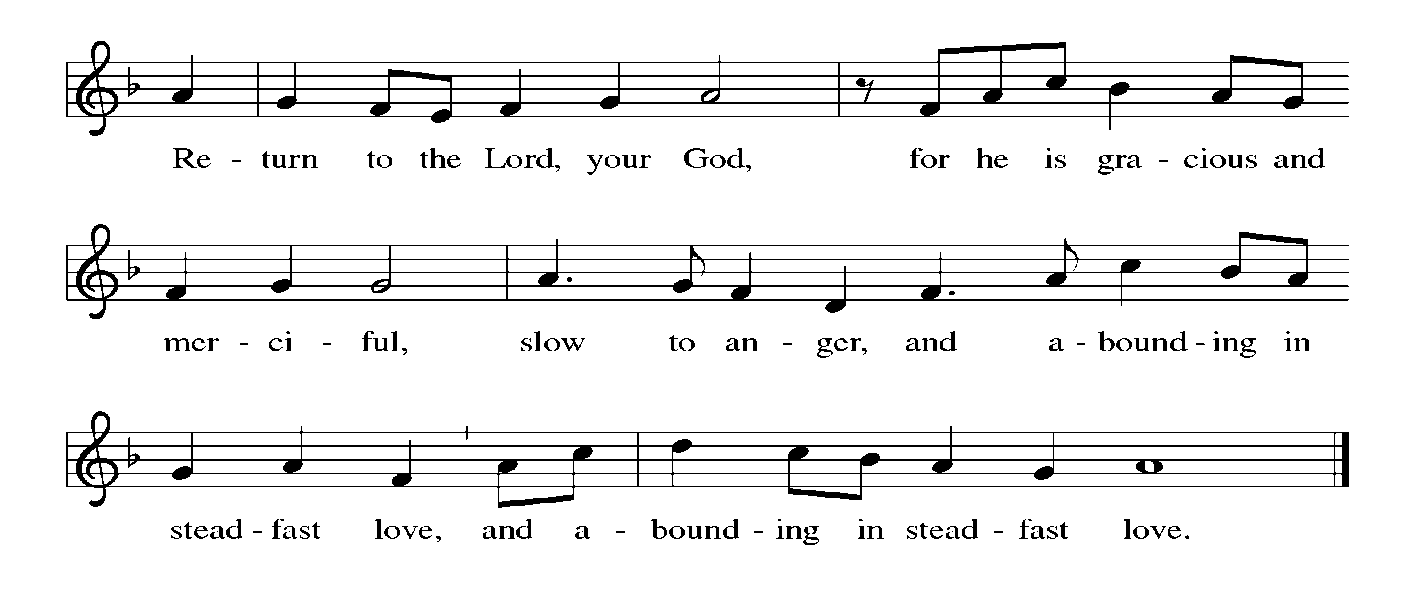 Re - turn to the Lord, your God, for he is gra - cious and
mer - ci - ful, slow to an - ger, and a - bound - ing in
stead - fast love, and a - bound - ing in stead - fast love.